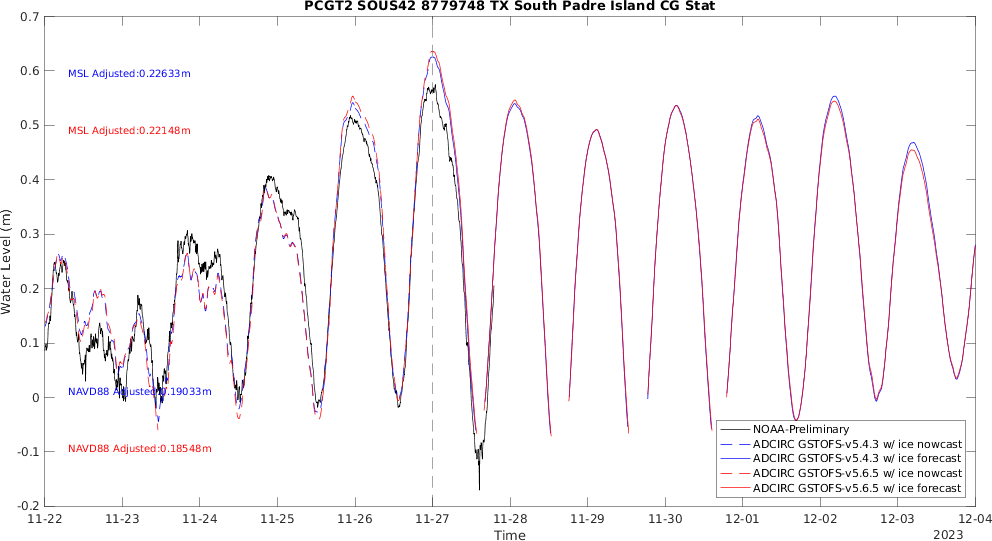 PCGT2 SOUS42 8779748 TX South Padre Island CG Stat
0.7
0.6
0.5
0.4
0.3
0.2
0.1
0
-0.1
-0.2
Water Level (m)
MSL Adjusted:0.22633m
MSL Adjusted:0.22148m
NAVD88 Adjusted:0.19033m
NAVD88 Adjusted:0.18548m
NOAA-Preliminary
ADCIRC GSTOFS-v5.4.3 w/ ice nowcast
ADCIRC GSTOFS-v5.4.3 w/ ice forecast
ADCIRC GSTOFS-v5.6.5 w/ ice nowcast
ADCIRC GSTOFS-v5.6.5 w/ ice forecast
11-22 11-23 11-24 11-25 11-26 11-27 11-28 11-29 11-30 12-01 12-02 12-03 12-04
Time
2023